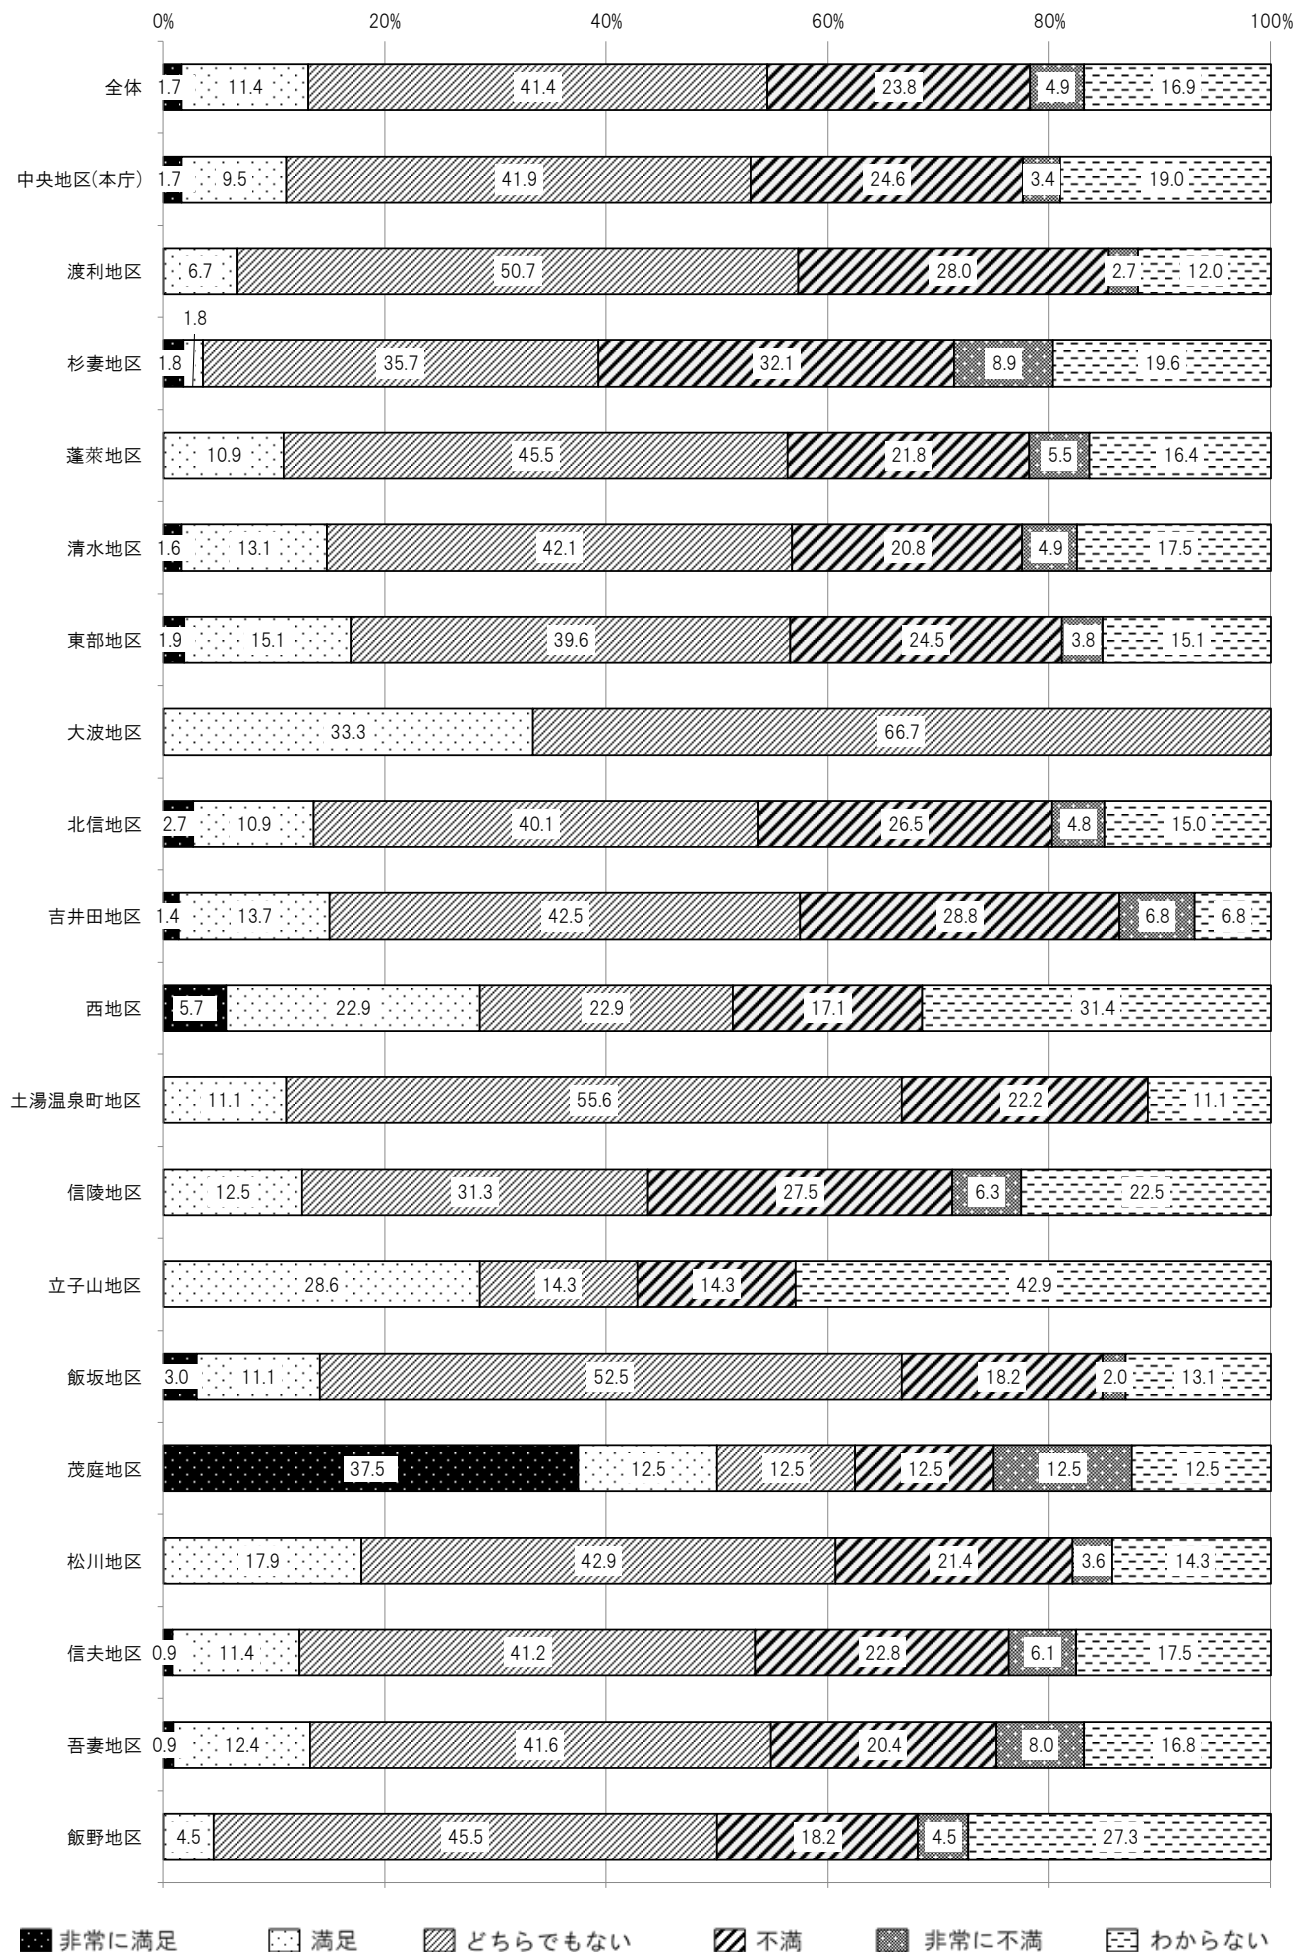 0% 20% 40% 60% 80% 100%
全体 1.7 11.4 41.4 23.8 4.9 16.9
中央地区(本庁) 1.7 9.5 41.9 24.6 3.4 19.0
渡利地区 6.7 50.7 28.0 2.7 12.0
1.8
杉妻地区 1.8 35.7 32.1 8.9 19.6
蓬萊地区 10.9 45.5 21.8 5.5 16.4
清水地区 1.6 13.1 42.1 20.8 4.9 17.5
東部地区 1.9 15.1 39.6 24.5 3.8 15.1
大波地区 33.3 66.7
北信地区 2.7 10.9 40.1 26.5 4.8 15.0
吉井田地区 1.4 13.7 42.5 28.8 6.8 6.8
西地区 5.7 22.9 22.9 17.1 31.4
土湯温泉町地区 11.1 55.6 22.2 11.1
信陵地区 12.5 31.3 27.5 6.3 22.5
立子山地区 28.6 14.3 14.3 42.9
飯坂地区 3.0 11.1 52.5 18.2 2.0 13.1
茂庭地区 37.5 12.5 12.5 12.5 12.5 12.5
松川地区 17.9 42.9 21.4 3.6 14.3
信夫地区 0.9 11.4 41.2 22.8 6.1 17.5
吾妻地区 0.9 12.4 41.6 20.4 8.0 16.8
飯野地区 4.5 45.5 18.2 4.5 27.3
非常に満足 満足 どちらでもない 不満 非常に不満 わからない